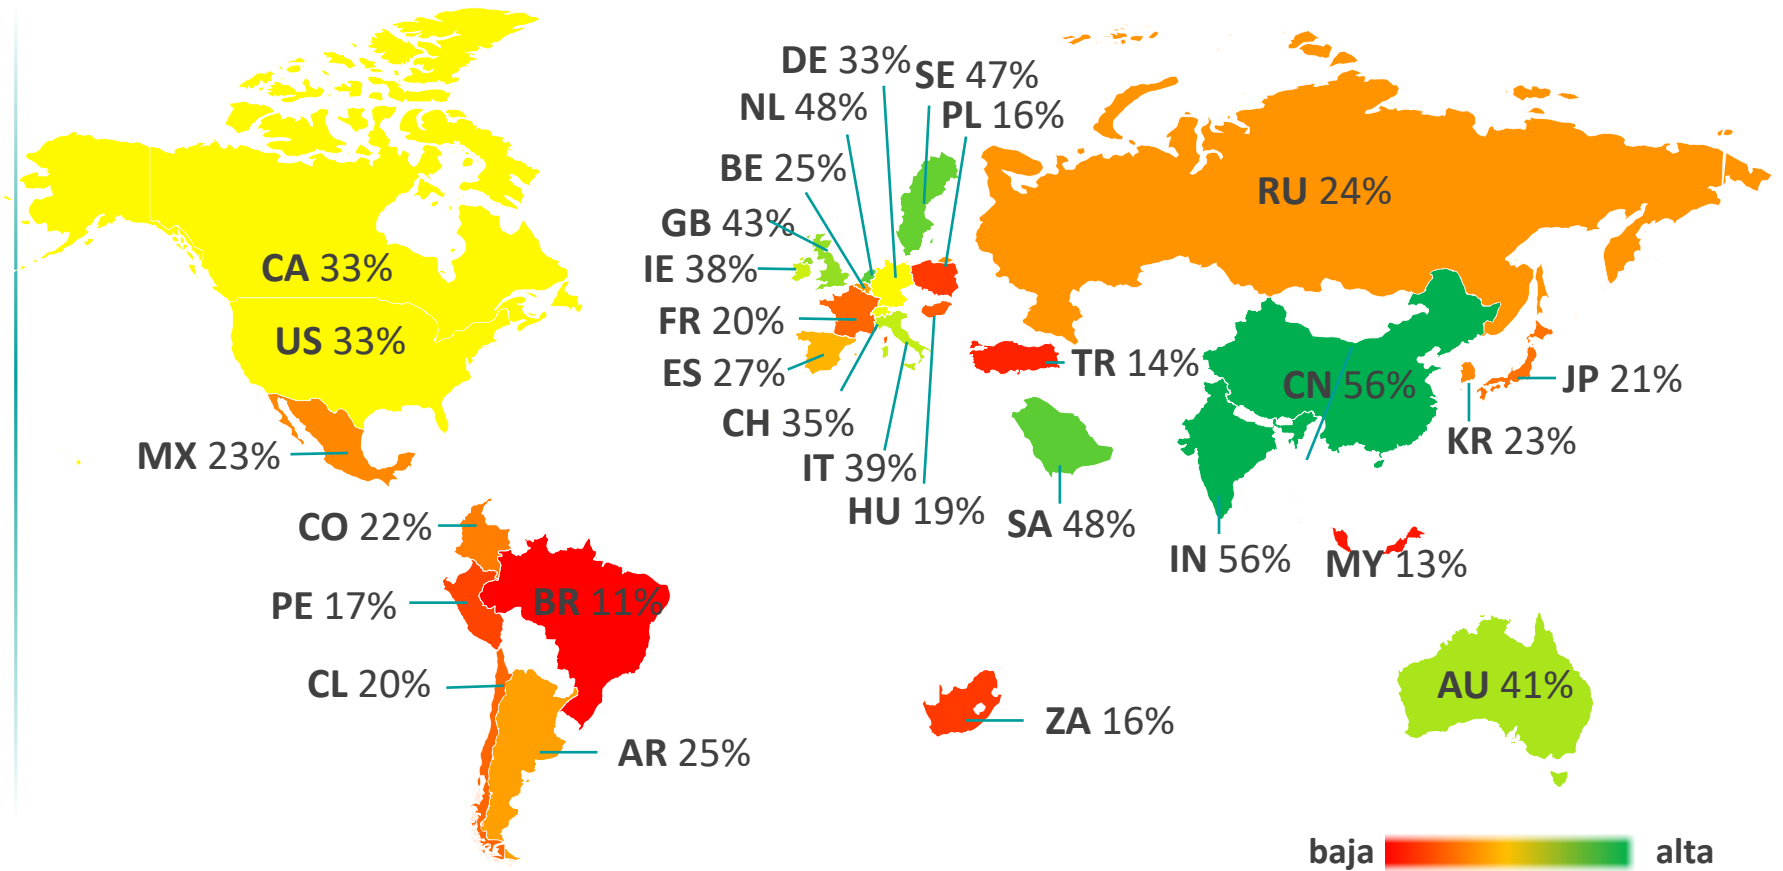 DE 33%
SE 47%
NL 48%
PL 16%
BE 25%
RU 24%
GB 43%
CA 33%
IE 38%
US 33%
FR 20%
TR 14%
ES 27%
CN 56%
JP 21%
CH 35%
KR 23%
MX 23%
IT 39%
HU 19%
SA 48%
CO 22%
IN 56%
MY 13%
PE 17%
BR 11%
CL 20%
AU 41%
ZA 16%
AR 25%
baja alta